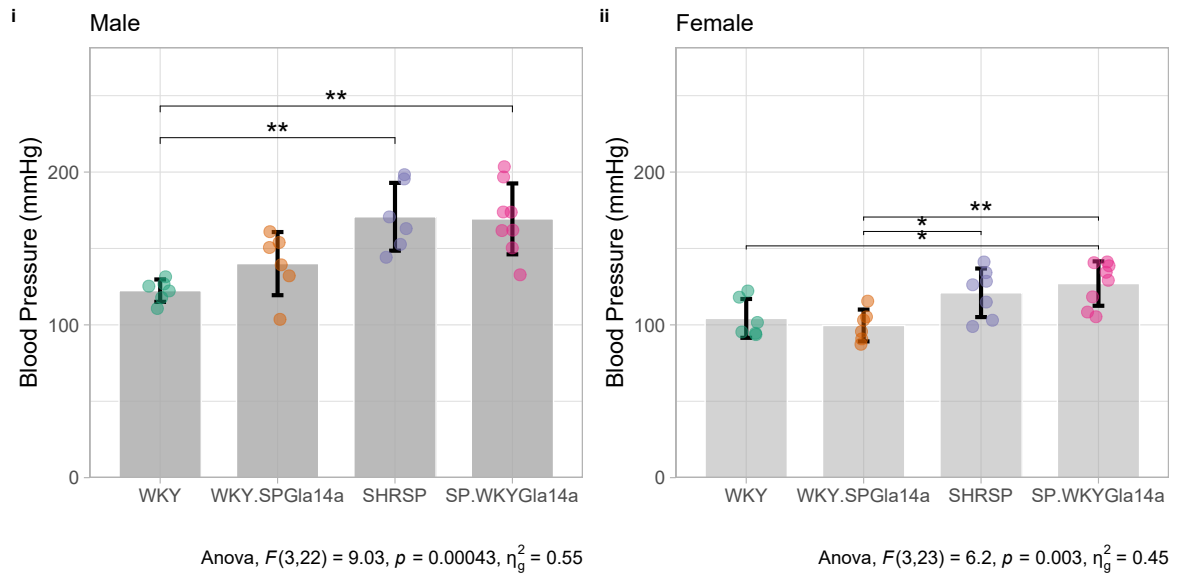 i
Male
Blood Pressure (mmHg)
200
100
0
**
**
WKY
WKY.SPGla14a
SHRSP
SP.WKYGla14a
Anova, F(3,22) = 9.03, p = 0.00043, η²g = 0.55
ii
Female
Blood Pressure (mmHg)
200
100
0
**
*
*
WKY
WKY.SPGla14a
SHRSP
SP.WKYGla14a
Anova, F(3,23) = 6.2, p = 0.003, η²g = 0.45